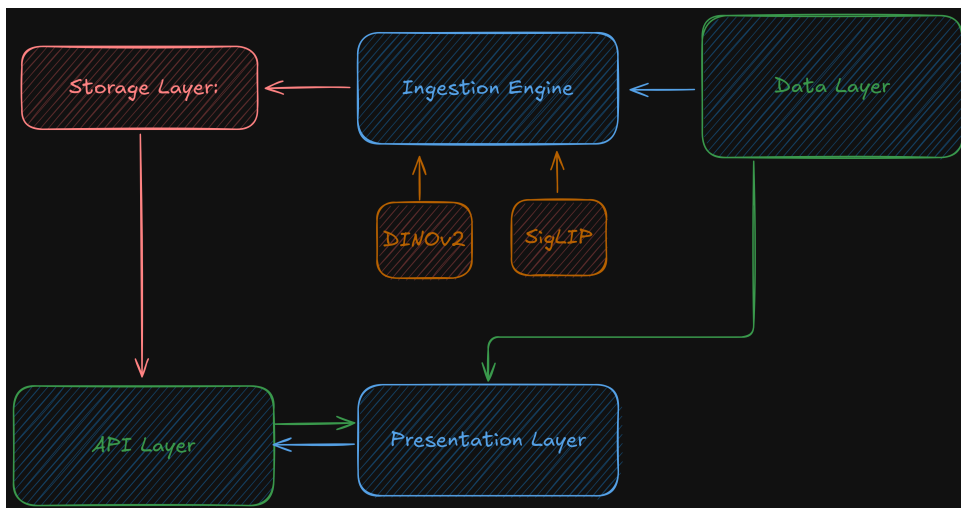 Storage Layer:
Ingestion Engine
Data Layer
DINOv2
SigLIP
API Layer
Presentation Layer